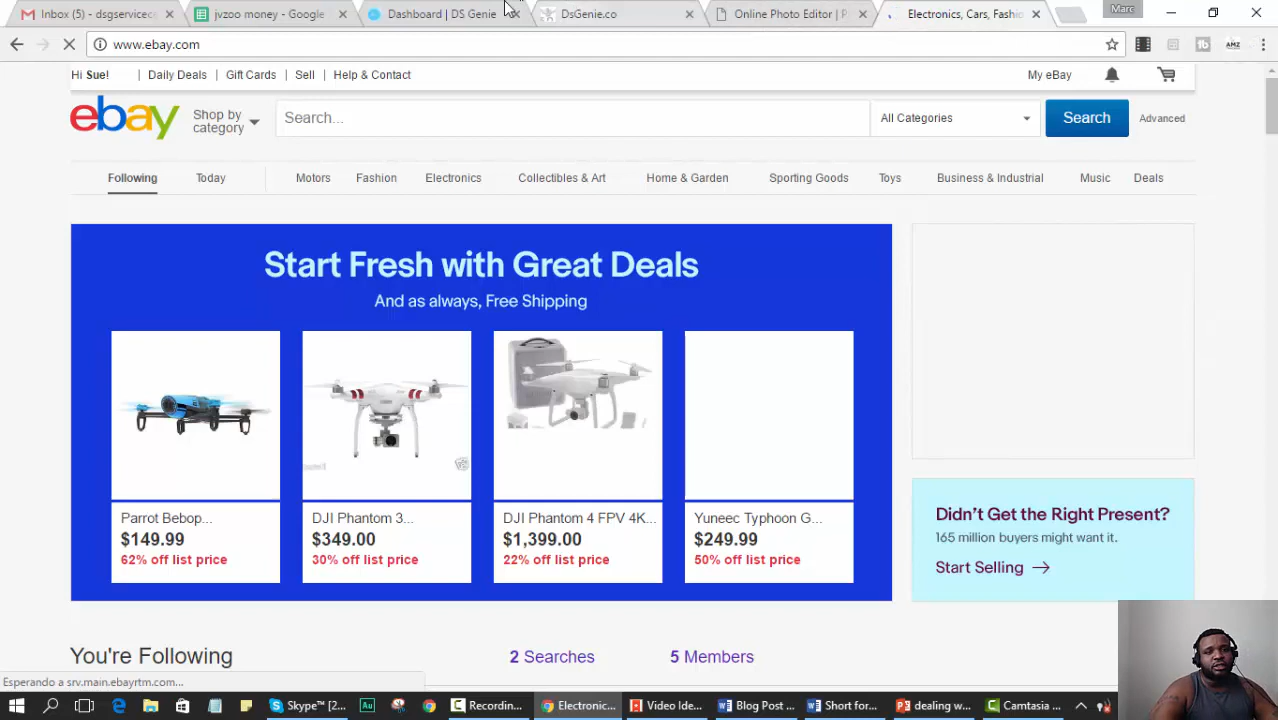 Inbox (5) - dsgservicec
jvzoo money - Google
Dashboard | DS Genie
DsGenie.co
Online Photo Editor | P
Electronics, Cars, Fashio
Marc
www.ebay.com
AMZ
Hi Sue! | Daily Deals | Gift Cards | Sell | Help & Contact
My eBay
ebay
Shop by
category
Search...
All Categories
Search
Advanced
Following Today Motors Fashion Electronics Collectibles & Art Home & Garden Sporting Goods Toys Business & Industrial Music Deals
Start Fresh with Great Deals
And as always, Free Shipping
Parrot Bebop...
$149.99
62% off list price
DJI Phantom 3...
$349.00
30% off list price
DJI Phantom 4 FPV 4K...
$1,399.00
22% off list price
Yuneec Typhoon G...
$249.99
50% off list price
Didn't Get the Right Present?
165 million buyers might want it.
Start Selling →
You're Following
2 Searches
5 Members
Esperando a srv.main.ebayrtm.com...
Skype™ [2...
Recordin...
Electronic...
Video Ide...
Blog Post ...
Short for...
dealing w...
Camtasia ...